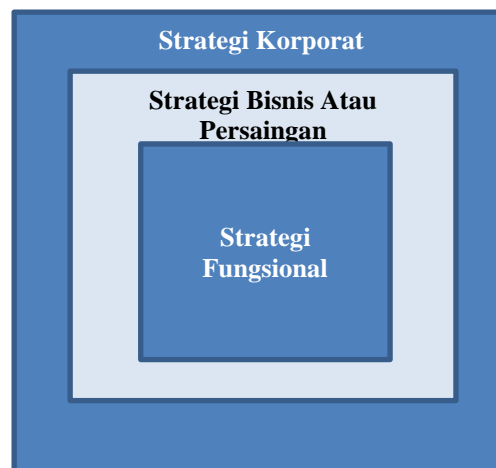 Strategi Korporat
Strategi Bisnis Atau
Persaingan
Strategi
Fungsional